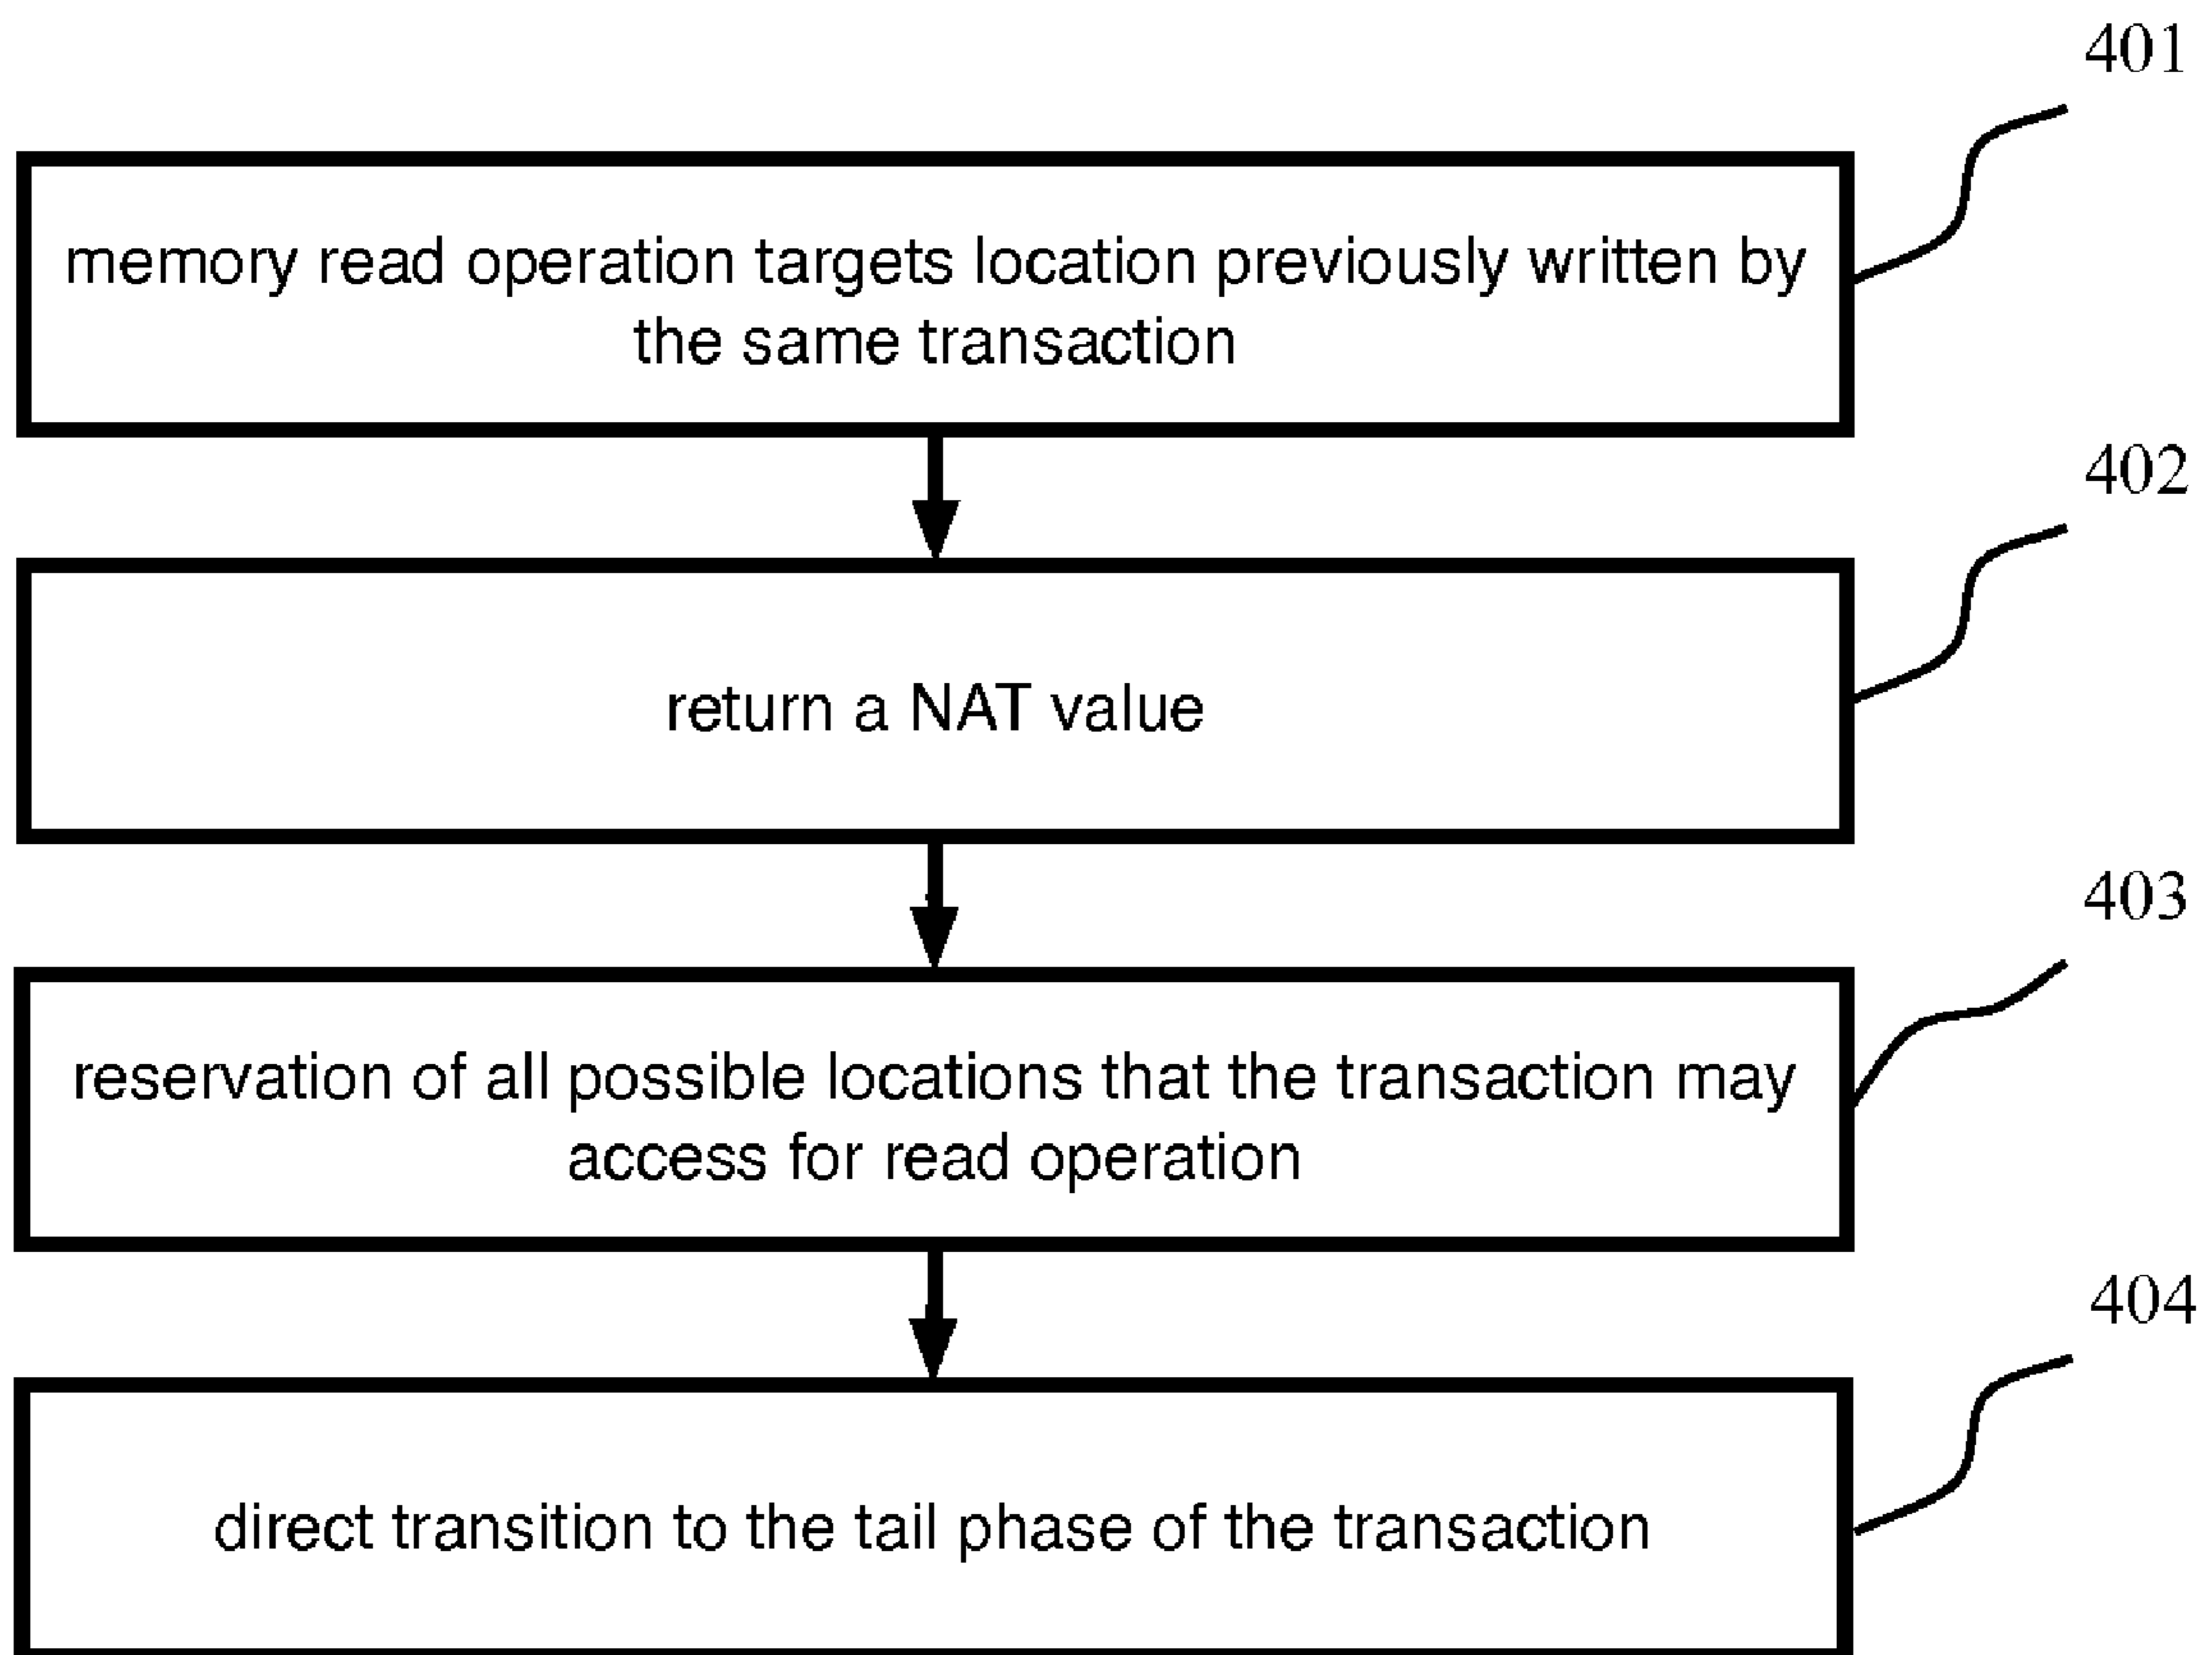 401
memory read operation targets location previously written by
the same transaction
402
return a NAT value
403
reservation of all possible locations that the transaction may
access for read operation
404
direct transition to the tail phase of the transaction